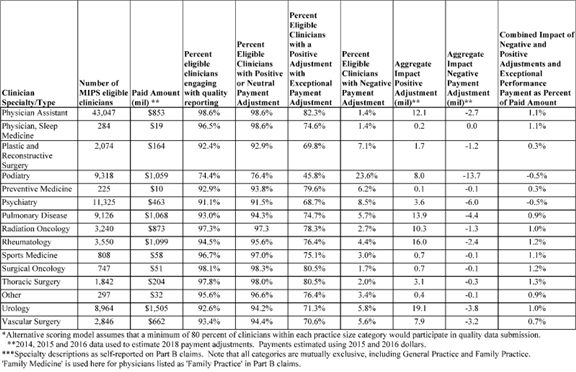 Clinician Specialty/Type | Number of MIPS eligible clinicians | Paid Amount (mil) ** | Percent eligible clinicians engaging with quality reporting | Percent Eligible Clinicians with Positive or Neutral Payment Adjustment | Percent Eligible Clinicians with a Positive Adjustment with Exceptional Payment Adjustment | Percent Eligible Clinicians with Negative Payment Adjustment | Aggregate Impact Positive Adjustment (mil)** | Aggregate Impact Negative Payment Adjustment (mil)** | Combined Impact of Negative and Positive Adjustments and Exceptional Performance Payment as Percent of Paid Amount
Physician Assistant 43,047 $853 98.6% 98.6% 82.3% 1.4% 12.1 -2.7 1.1%
Physician, Sleep Medicine 284 $19 96.5% 98.6% 74.6% 1.4% 0.2 0.0 1.1%
Plastic and Reconstructive Surgery 2,074 $164 92.4% 92.9% 69.8% 7.1% 1.7 -1.2 0.3%
Podiatry 9,318 $1,059 74.4% 76.4% 45.8% 23.6% 8.0 -13.7 -0.5%
Preventive Medicine 225 $10 92.9% 93.8% 79.6% 6.2% 0.1 -0.1 0.3%
Psychiatry 11,325 $463 91.1% 91.5% 68.7% 8.5% 3.6 -6.0 -0.5%
Pulmonary Disease 9,126 $1,068 93.0% 94.3% 74.7% 5.7% 13.9 -4.4 0.9%
Radiation Oncology 3,240 $873 97.3% 97.3 78.3% 2.7% 10.3 -1.3 1.0%
Rheumatology 3,550 $1,099 94.5% 95.6% 76.4% 4.4% 16.0 -2.4 1.2%
Sports Medicine 808 $58 96.7% 97.0% 75.1% 3.0% 0.7 -0.1 1.1%
Surgical Oncology 747 $51 98.1% 98.3% 80.5% 1.7% 0.7 -0.1 1.2%
Thoracic Surgery 1,842 $204 97.8% 98.0% 80.5% 2.0% 3.1 -0.3 1.3%
Other 297 $32 95.6% 96.6% 76.4% 3.4% 0.4 -0.1 0.9%
Urology 8,964 $1,505 92.6% 94.2% 71.3% 5.8% 19.1 -3.8 1.0%
Vascular Surgery 2,846 $662 93.4% 94.4% 70.6% 5.6% 7.9 -3.2 0.7%
*Alternative scoring model assumes that a minimum of 80 percent of clinicians within each practice size category would participate in quality data submission.
**2014, 2015 and 2016 data used to estimate 2018 payment adjustments. Payments estimated using 2015 and 2016 dollars.
***Specialty descriptions as self-reported on Part B claims. Note that all categories are mutually exclusive, including General Practice and Family Practice.
'Family Medicine' is used here for physicians listed as 'Family Practice' in Part B claims.